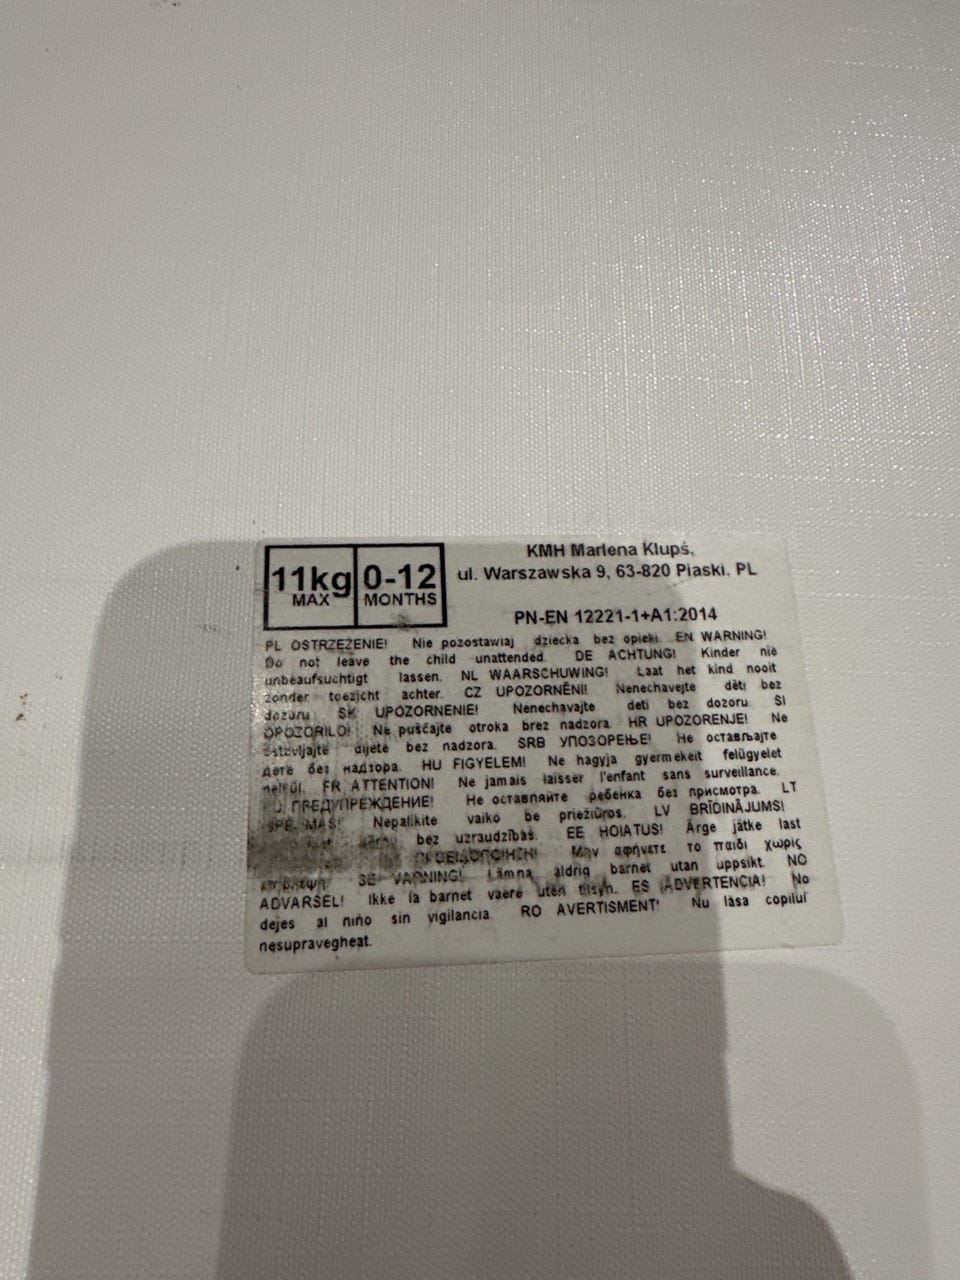 11kg
MAX
0-12
MONTHS
KMH Marlena Klupś,
ul. Warszawska 9, 63-820 Piaski, PL
PN-EN 12221-1+A1:2014
PL OSTRZEŻENIE! Nie pozostawiaj dziecka bez opieki. EN WARNING!
Do not leave the child unattended. DE ACHTUNG! Kinder nie
unbeaufsuchtigt lassen. NL WAARSCHUWING! Laat het kind nooit
zonder toezicht achter. CZ UPOZORNĚNI! Nenechavejte děti bez
dozoru. SK UPOZORNENIE! Nenechavajte deti bez dozoru. SI
OPOZORILO! Ne puščajte otroka brez nadzora. HR UPOZORENJE! Ne
ostavljajte dijete bez nadzora. SRB УПОЗОРЕЊЕ! Не остављајте
дете без надзора. HU FIGYELEM! Ne hagyja gyermekeit felügyelet
nélkül. FR ATTENTION! Ne jamais laisser l'enfant sans surveillance.
ПРЕДУПРЕЖДЕНИЕ! Не оставляйте ребенка без присмотра. LT
Nepalikite vaiko be priežiūros. LV BRĪDINĀJUMS!
bez uzraudzības. EE HOIATUS! Ärge jätke last
Μην αφήνετε το παιδί χωρίς
SE VARNING! Lämna aldrig barnet utan uppsikt. NO
ADVARSEL! Ikke la barnet vaere uten tilsyn. ES ¡ADVERTENCIA! No
dejes al niño sin vigilancia. RO AVERTISMENT! Nu lăsa copilul
nesupravegheat.